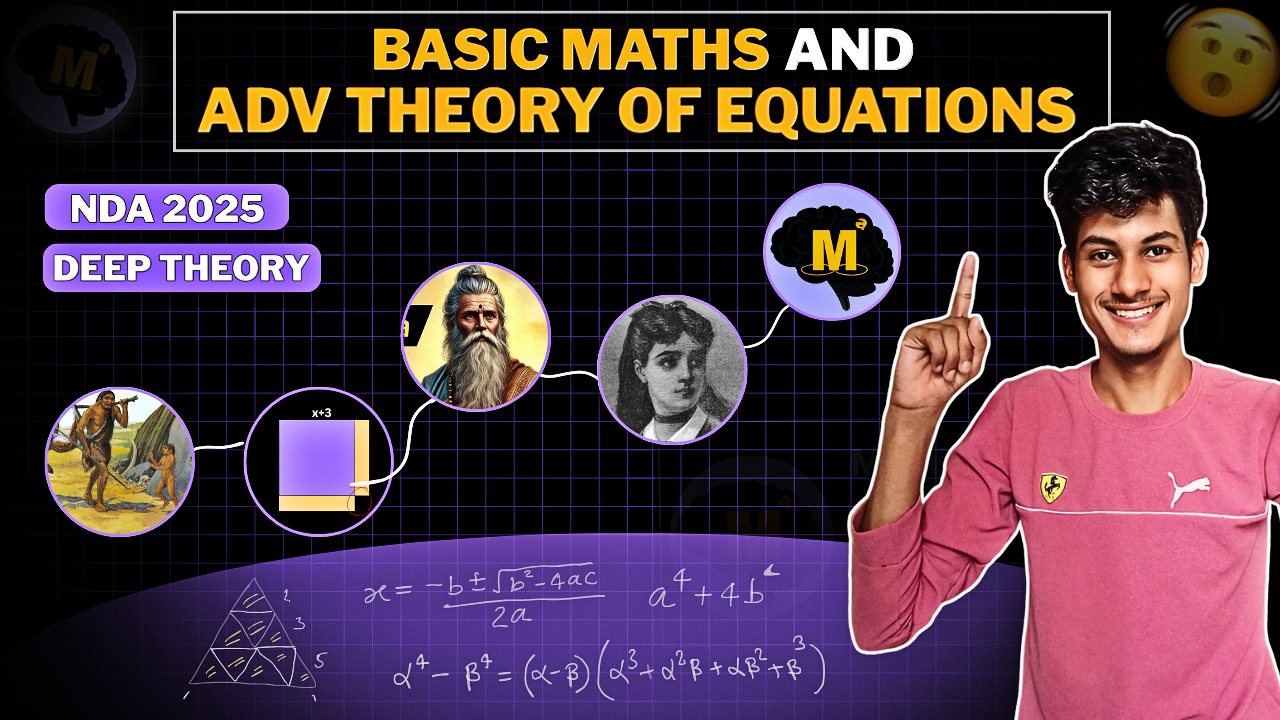 BASIC MATHS AND
ADV THEORY OF EQUATIONS
NDA 2025
DEEP THEORY
Mª
x+3
x = (-b ± √(b² - 4ac)) / 2a
a⁴ + 4b⁴
3
5
α⁴ - β⁴ = (α-β)(α³ + α²β + αβ² + β³)